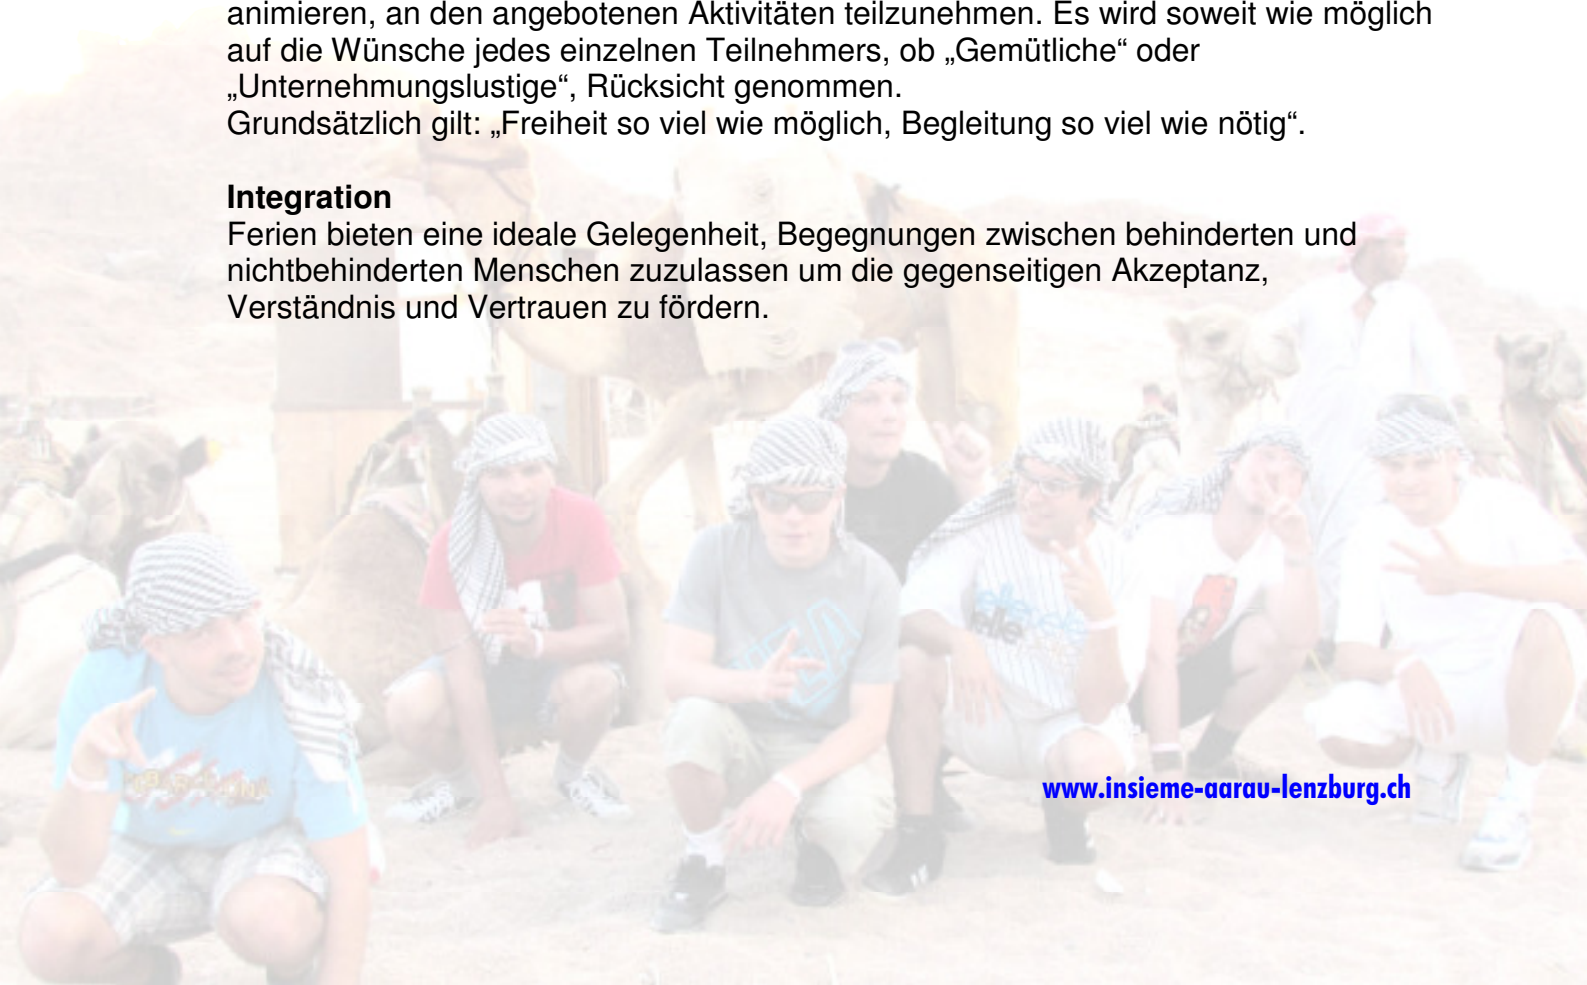 animieren, an den angebotenen Aktivitäten teilzunehmen. Es wird soweit wie möglich
auf die Wünsche jedes einzelnen Teilnehmers, ob „Gemütliche“ oder
„Unternehmungslustige“, Rücksicht genommen.
Grundsätzlich gilt: „Freiheit so viel wie möglich, Begleitung so viel wie nötig“.
Integration
Ferien bieten eine ideale Gelegenheit, Begegnungen zwischen behinderten und
nichtbehinderten Menschen zuzulassen um die gegenseitigen Akzeptanz,
Verständnis und Vertrauen zu fördern.
www.insieme-aarau-lenzburg.ch